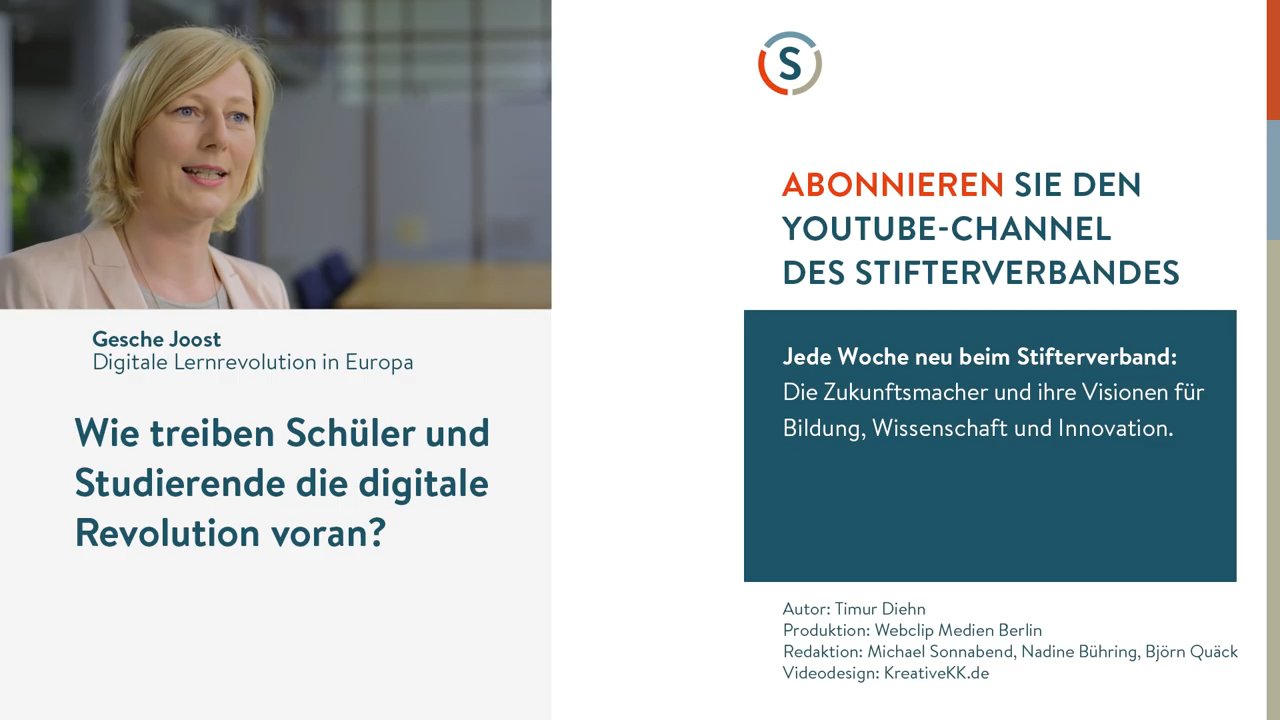 Gesche Joost
Digitale Lernrevolution in Europa
Wie treiben Schüler und
Studierende die digitale
Revolution voran?
S
ABONNIEREN SIE DEN
YOUTUBE-CHANNEL
DES STIFTERVERBANDES
Jede Woche neu beim Stifterverband:
Die Zukunftsmacher und ihre Visionen für
Bildung, Wissenschaft und Innovation.
Autor: Timur Diehn
Produktion: Webclip Medien Berlin
Redaktion: Michael Sonnabend, Nadine Bühring, Björn Quäck
Videodesign: KreativeKK.de